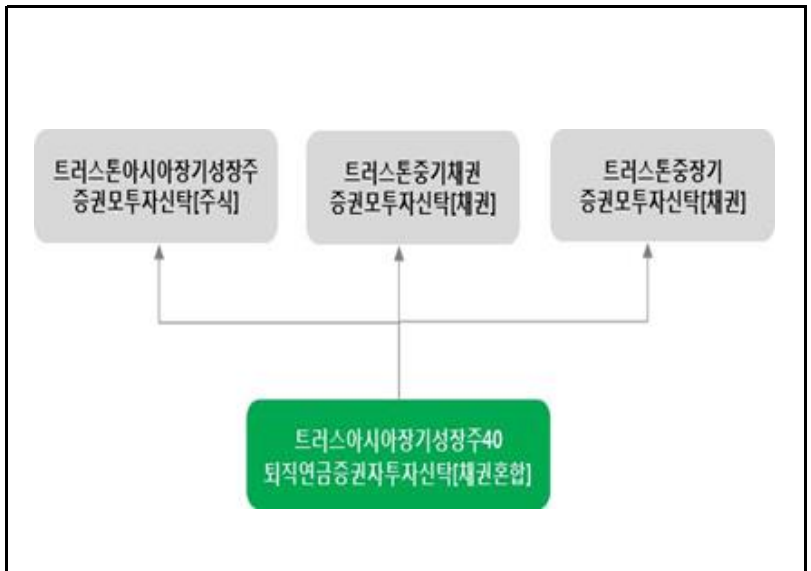 트러스톤아시아장기성장주
증권모투자신탁[주식]
트러스톤중기채권
증권모투자신탁[채권]
트러스톤중장기
증권모투자신탁[채권]
트러스아시아장기성장주40
퇴직연금증권자투자신탁[채권혼합]